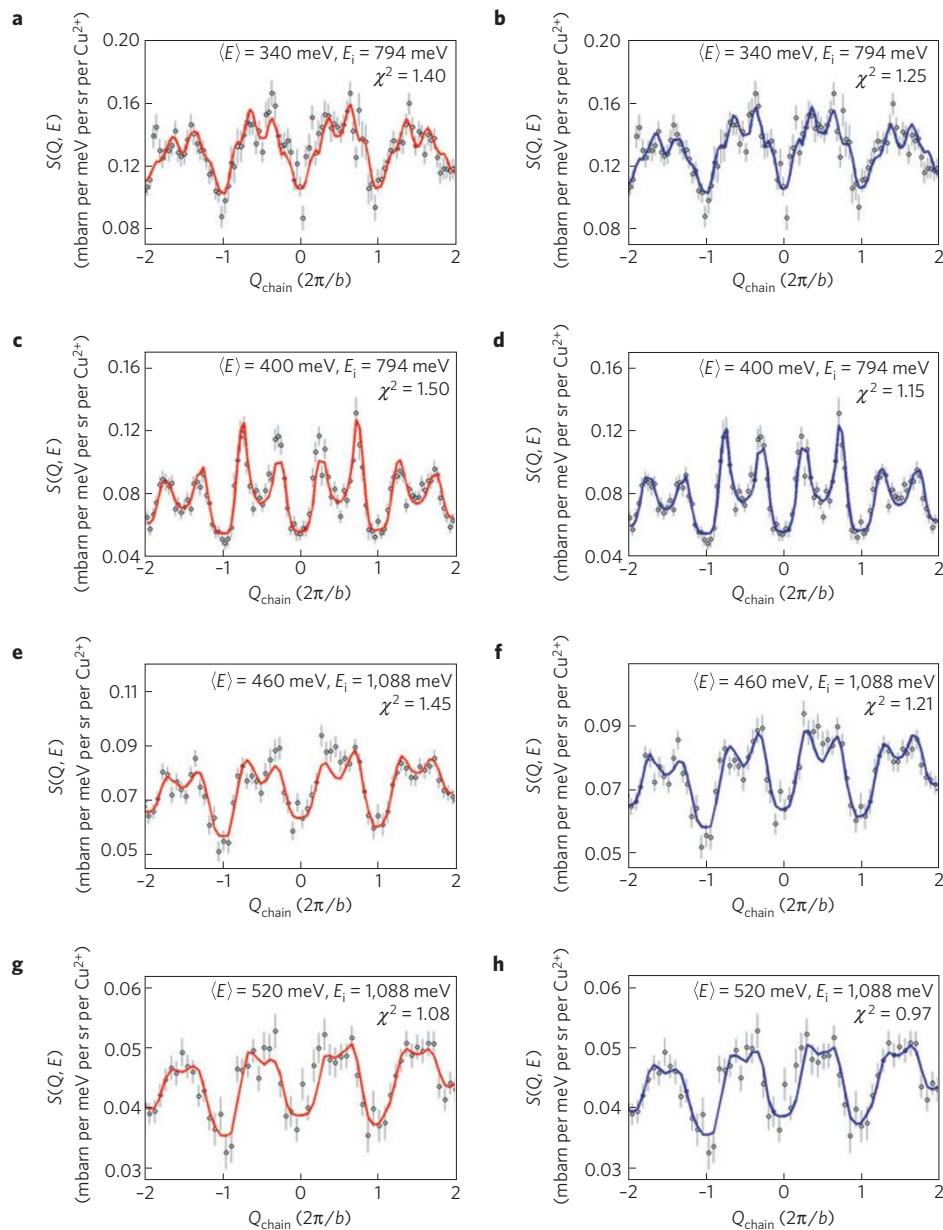 a
⟨E⟩ = 340 meV, Eᵢ = 794 meV
χ² = 1.40
S(Q, E)
(mbarn per meV per sr per Cu²⁺)
0.20
0.16
0.12
0.08
−2 −1 0 1 2
Q_chain (2π/b)
b
⟨E⟩ = 340 meV, Eᵢ = 794 meV
χ² = 1.25
S(Q, E)
(mbarn per meV per sr per Cu²⁺)
0.20
0.16
0.12
0.08
−2 −1 0 1 2
Q_chain (2π/b)
c
⟨E⟩ = 400 meV, Eᵢ = 794 meV
χ² = 1.50
S(Q, E)
(mbarn per meV per sr per Cu²⁺)
0.16
0.12
0.08
0.04
−2 −1 0 1 2
Q_chain (2π/b)
d
⟨E⟩ = 400 meV, Eᵢ = 794 meV
χ² = 1.15
S(Q, E)
(mbarn per meV per sr per Cu²⁺)
0.16
0.12
0.08
0.04
−2 −1 0 1 2
Q_chain (2π/b)
e
⟨E⟩ = 460 meV, Eᵢ = 1,088 meV
χ² = 1.45
S(Q, E)
(mbarn per meV per sr per Cu²⁺)
0.11
0.09
0.07
0.05
−2 −1 0 1 2
Q_chain (2π/b)
f
⟨E⟩ = 460 meV, Eᵢ = 1,088 meV
χ² = 1.21
S(Q, E)
(mbarn per meV per sr per Cu²⁺)
0.09
0.07
0.05
−2 −1 0 1 2
Q_chain (2π/b)
g
⟨E⟩ = 520 meV, Eᵢ = 1,088 meV
χ² = 1.08
S(Q, E)
(mbarn per meV per sr per Cu²⁺)
0.06
0.05
0.04
0.03
−2 −1 0 1 2
Q_chain (2π/b)
h
⟨E⟩ = 520 meV, Eᵢ = 1,088 meV
χ² = 0.97
S(Q, E)
(mbarn per meV per sr per Cu²⁺)
0.06
0.05
0.04
0.03
−2 −1 0 1 2
Q_chain (2π/b)